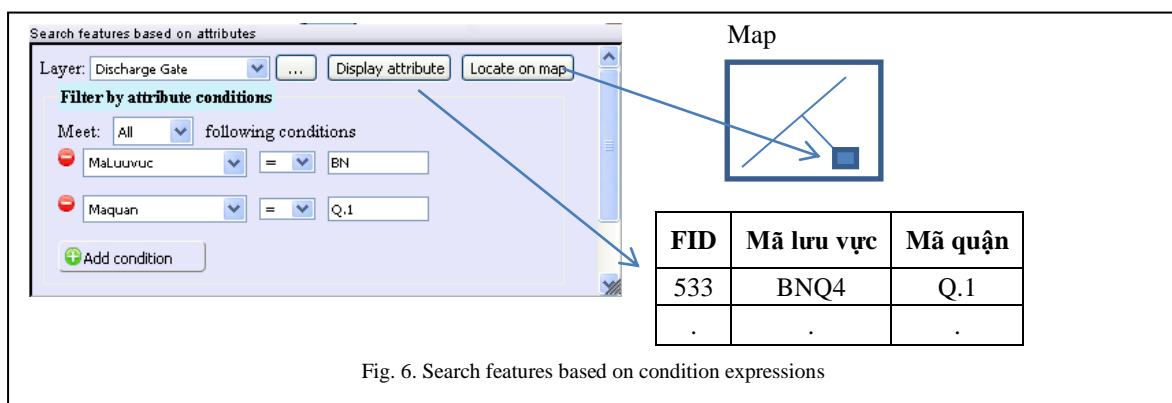 Search features based on attributes
Layer: Discharge Gate ... Display attribute Locate on map
Filter by attribute conditions
Meet: All following conditions
MaLuuvuc = BN
Maquan = Q.1
Add condition
Map
FID Mã lưu vực Mã quận
533 BNQ4 Q.1
. . .
Fig. 6. Search features based on condition expressions